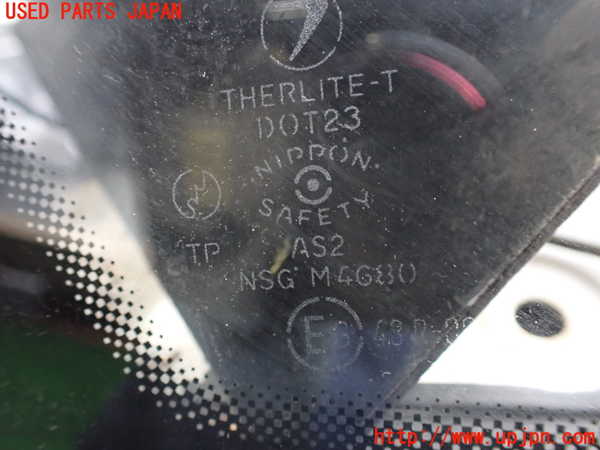 USED PARTS JAPAN
THERLITE-T
DOT23
NIPPON
SAFETY
TP AS2
NSG M4G80
E
http://www.upjpn.com